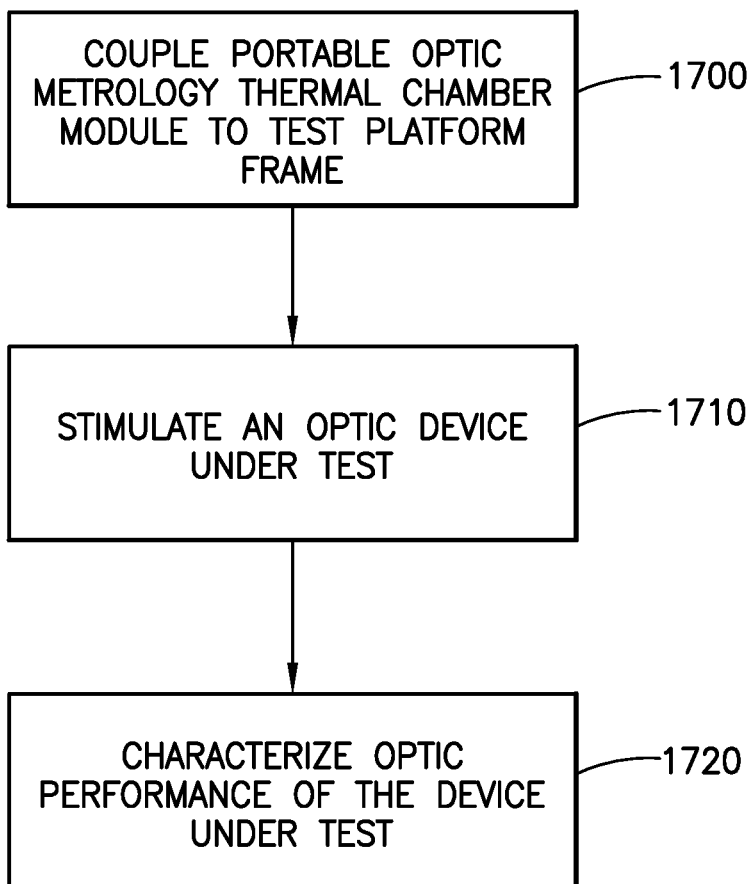 COUPLE PORTABLE OPTIC
METROLOGY THERMAL CHAMBER
MODULE TO TEST PLATFORM
FRAME
1700
STIMULATE AN OPTIC DEVICE
UNDER TEST
1710
CHARACTERIZE OPTIC
PERFORMANCE OF THE DEVICE
UNDER TEST
1720